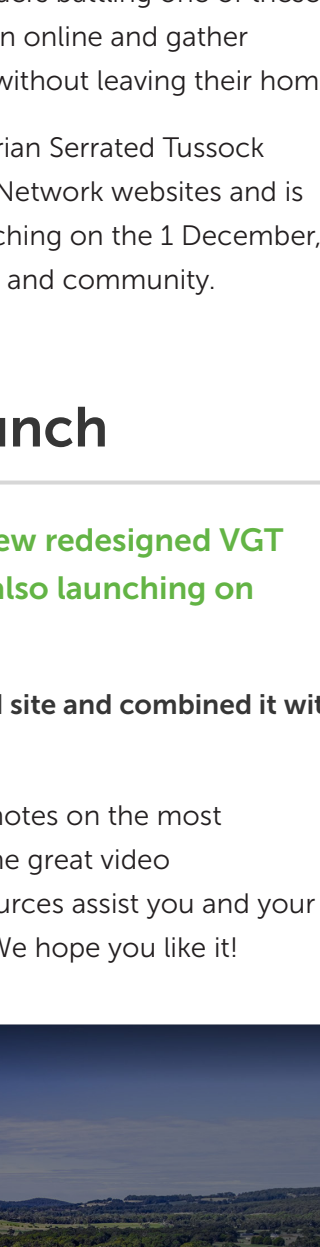 n online and gather
without leaving their hom
rian Serrated Tussock
Network websites and is
ching on the 1 December,
and community.
unch
ew redesigned VGT
also launching on
site and combined it wit
notes on the most
ne great video
urces assist you and your
We hope you like it!